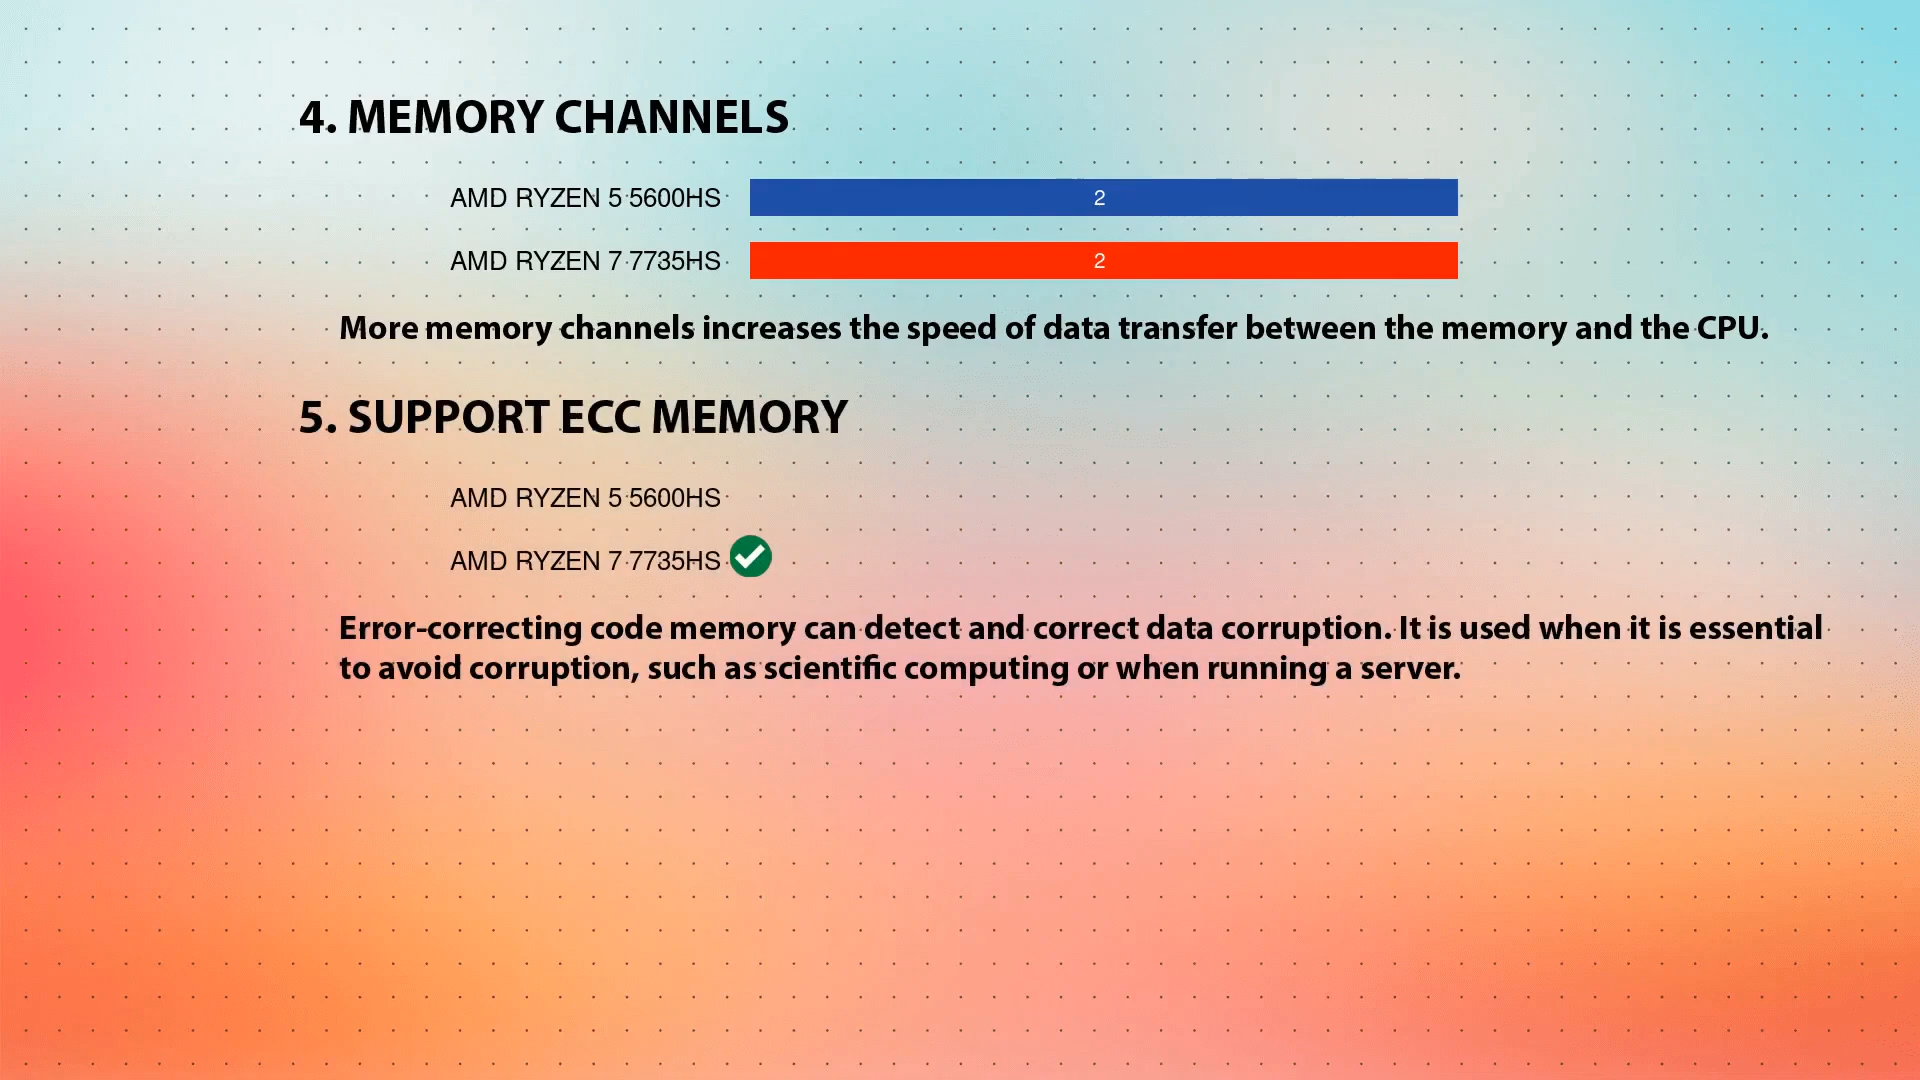 4. MEMORY CHANNELS
AMD RYZEN 5 5600HS
2
AMD RYZEN 7 7735HS
2
More memory channels increases the speed of data transfer between the memory and the CPU.
5. SUPPORT ECC MEMORY
AMD RYZEN 5 5600HS
AMD RYZEN 7 7735HS
Error-correcting code memory can detect and correct data corruption. It is used when it is essential
to avoid corruption, such as scientific computing or when running a server.